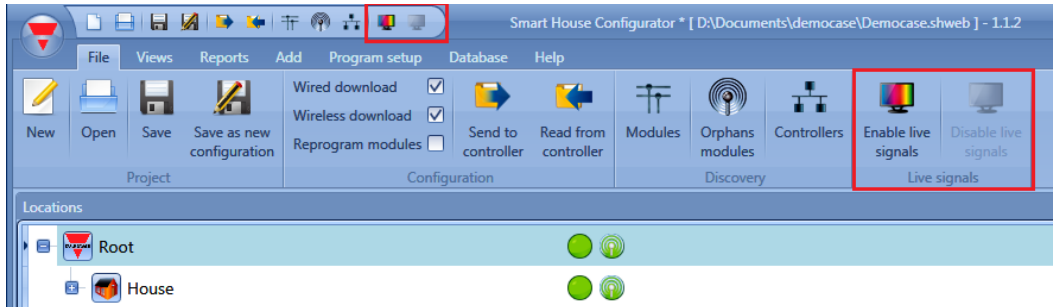 Smart House Configurator * [ D:\Documents\democase\Democase.shweb ] - 1.1.2
File Views Reports Add Program setup Database Help
New
Open
Save
Save as new
configuration
Project
Wired download
Wireless download
Reprogram modules
Send to
controller
Read from
controller
Configuration
Modules
Orphans
modules
Controllers
Discovery
Enable live
signals
Disable live
signals
Live signals
Locations
Root
House